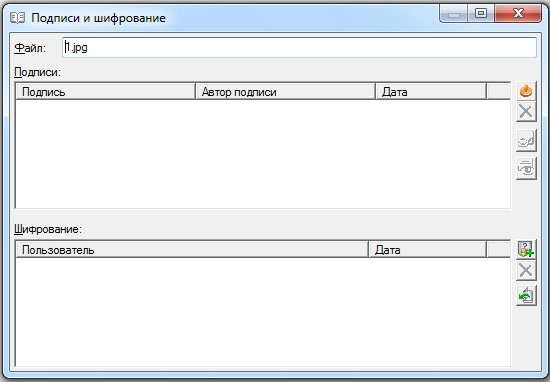 Подписи и шифрование
Файл: 1.jpg
Подписи:
Подпись Автор подписи Дата
Шифрование:
Пользователь Дата